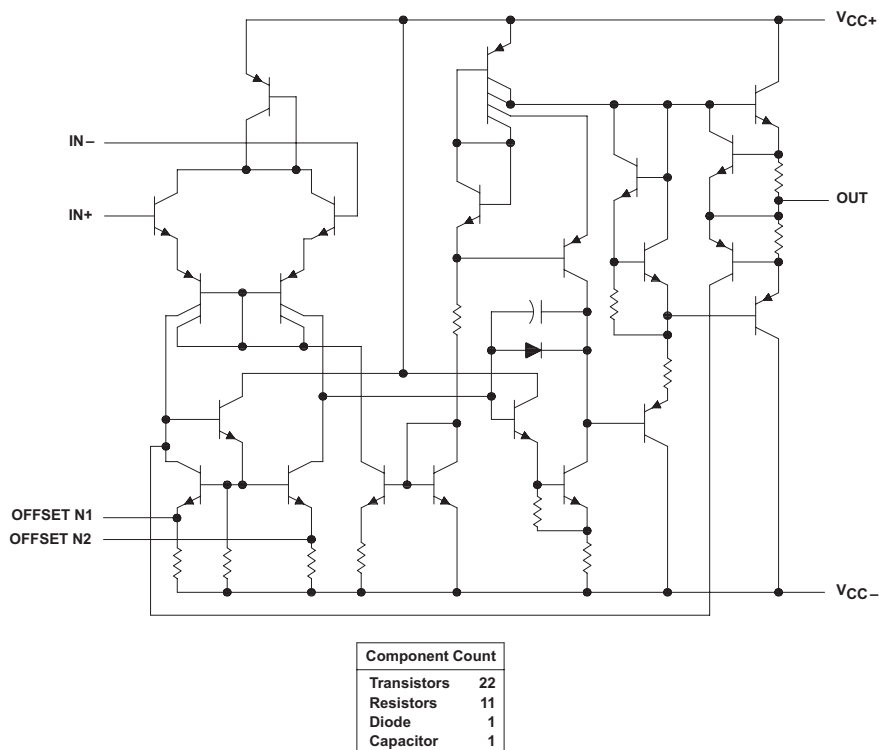 VCC+
IN−
IN+
OUT
OFFSET N1
OFFSET N2
VCC−
Component Count
Transistors 22
Resistors 11
Diode 1
Capacitor 1